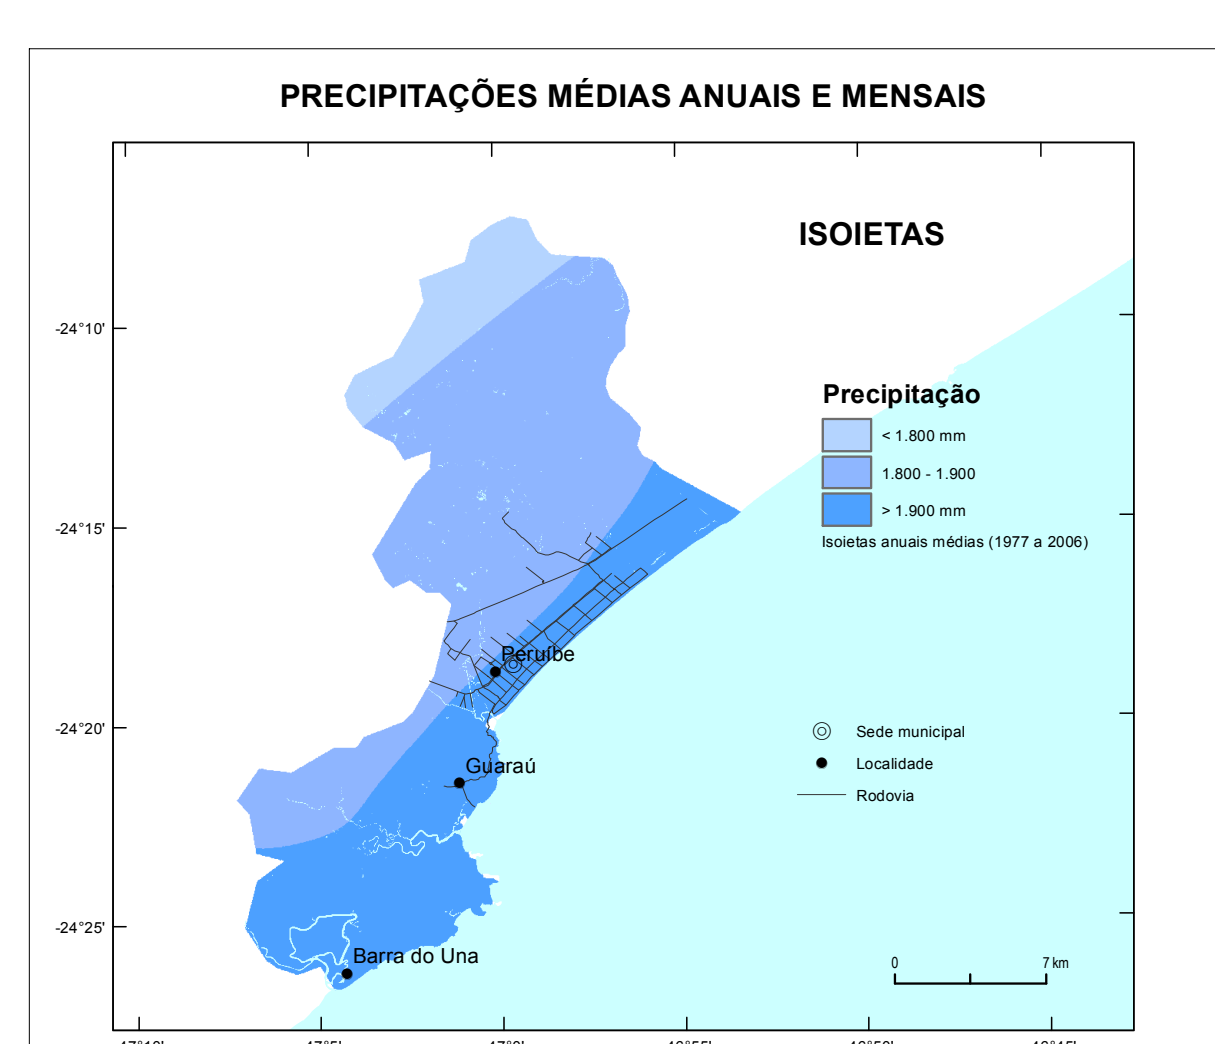 PRECIPITAÇÕES MÉDIAS ANUAIS E MENSAIS
ISOIETAS
-24°10'
Precipitação
< 1.800 mm
1.800 - 1.900
> 1.900 mm
Isoietas anuais médias (1977 a 2006)
-24°15'
Peruíbe
-24°20'
Sede municipal
Guaraú
Localidade
Rodovia
-24°25'
Barra do Una
0 7 km